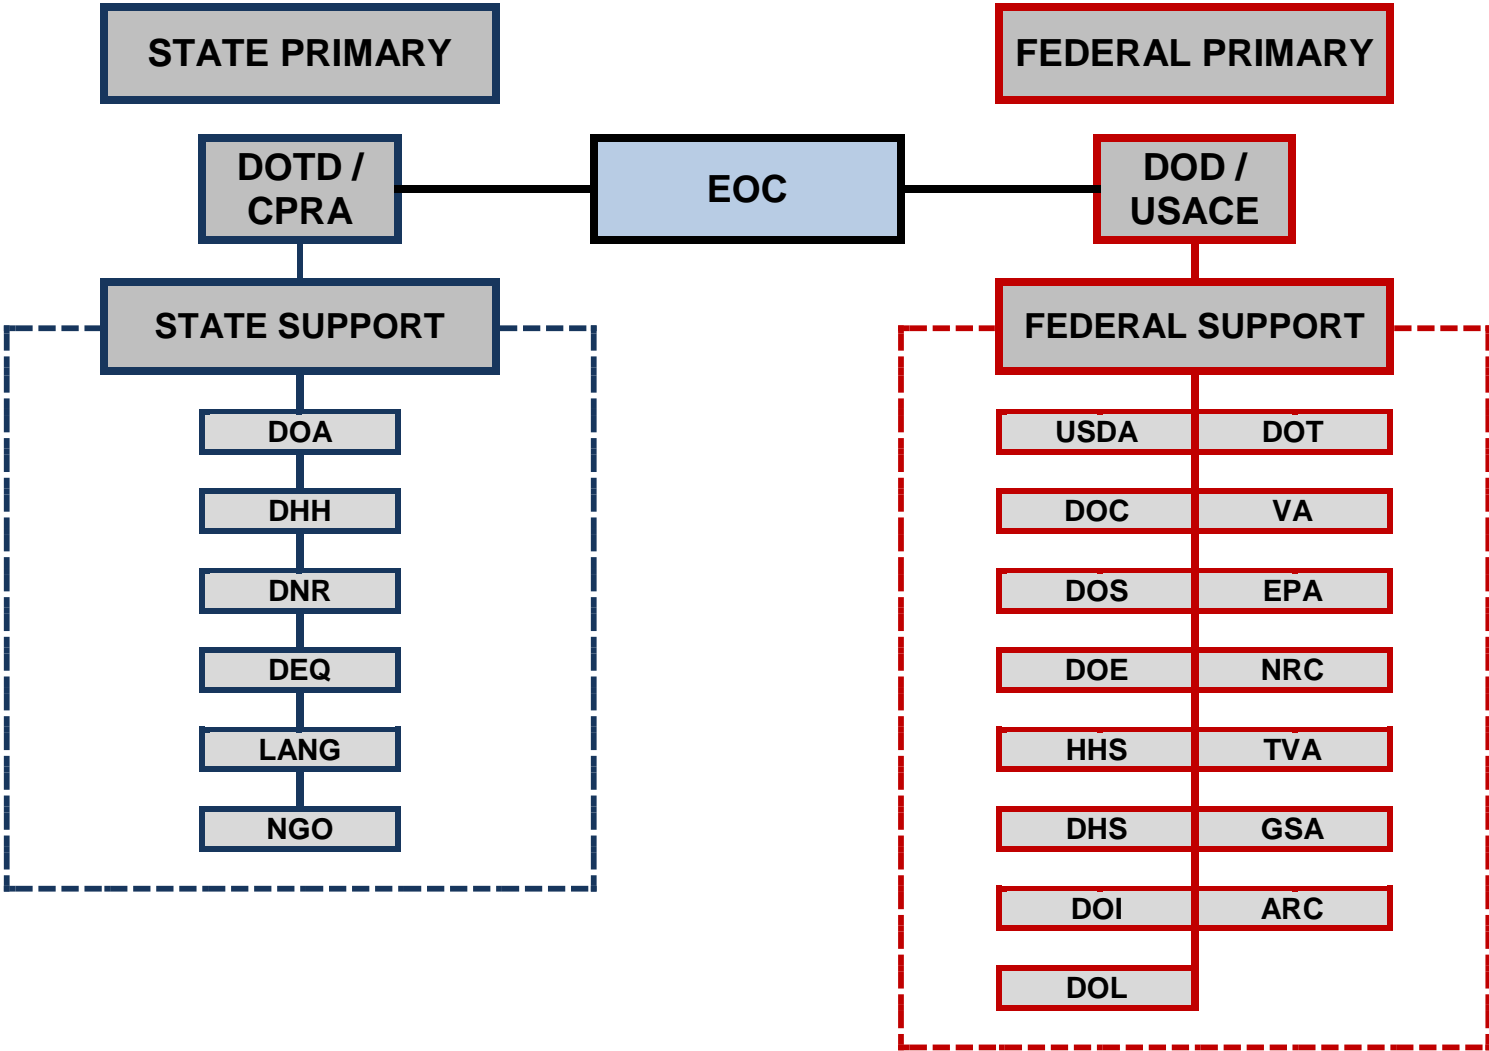 STATE PRIMARY
FEDERAL PRIMARY
DOTD /
CPRA
EOC
DOD /
USACE
STATE SUPPORT
FEDERAL SUPPORT
DOA
DHH
DNR
DEQ
LANG
NGO
USDA
DOT
DOC
VA
DOS
EPA
DOE
NRC
HHS
TVA
DHS
GSA
DOI
ARC
DOL